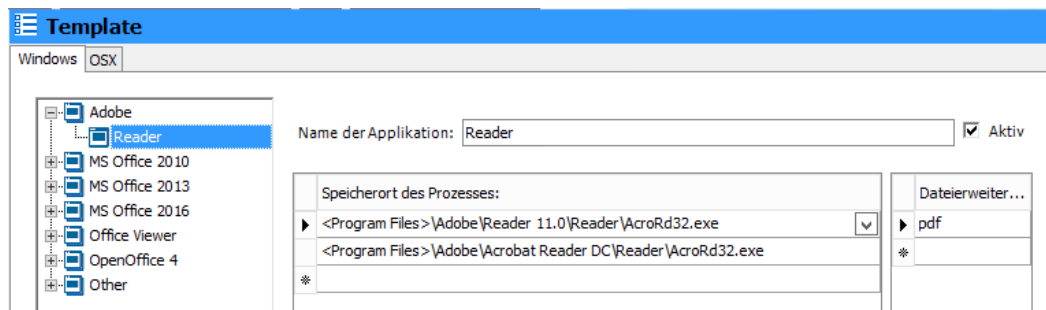 Template
Windows OSX
Adobe
Reader
MS Office 2010
MS Office 2013
MS Office 2016
Office Viewer
OpenOffice 4
Other
Name der Applikation: Reader Aktiv
Speicherort des Prozesses:
<Program Files>\Adobe\Reader 11.0\Reader\AcroRd32.exe
<Program Files>\Adobe\Acrobat Reader DC\Reader\AcroRd32.exe
Dateierweiter...
pdf